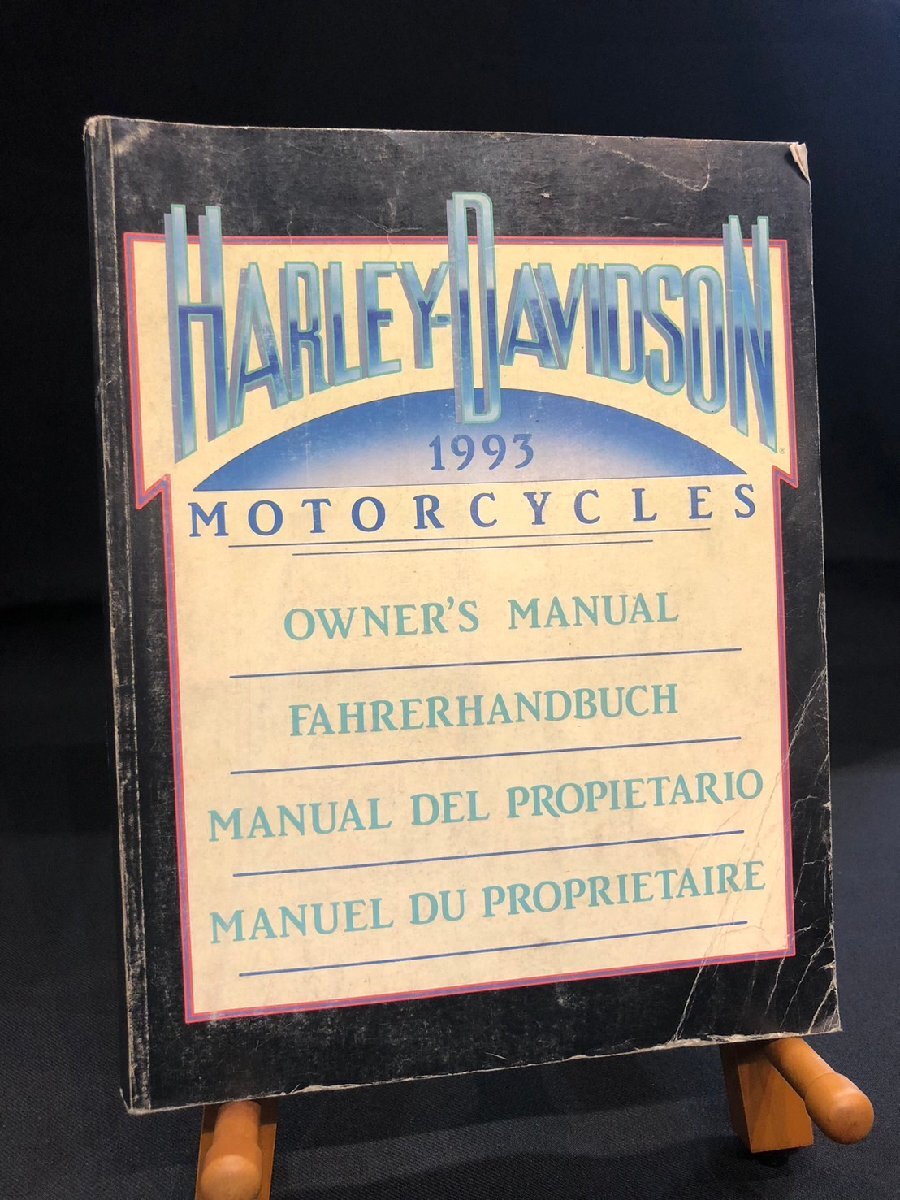 HARLEY-DAVIDSON
1993
MOTORCYCLES
OWNER'S MANUAL
FAHRERHANDBUCH
MANUAL DEL PROPIETARIO
MANUEL DU PROPRIETAIRE